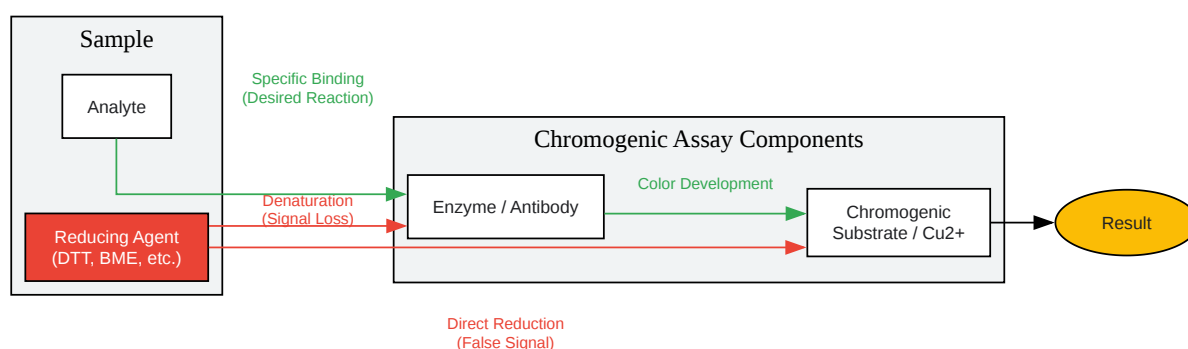 Sample
Analyte
Specific Binding
(Desired Reaction)
Chromogenic Assay Components
Color Development
Denaturation
(Signal Loss)
Enzyme / Antibody
Chromogenic
Substrate / Cu2+
Result
Reducing Agent
(DTT, BME, etc.)
Direct Reduction
(False Signal)